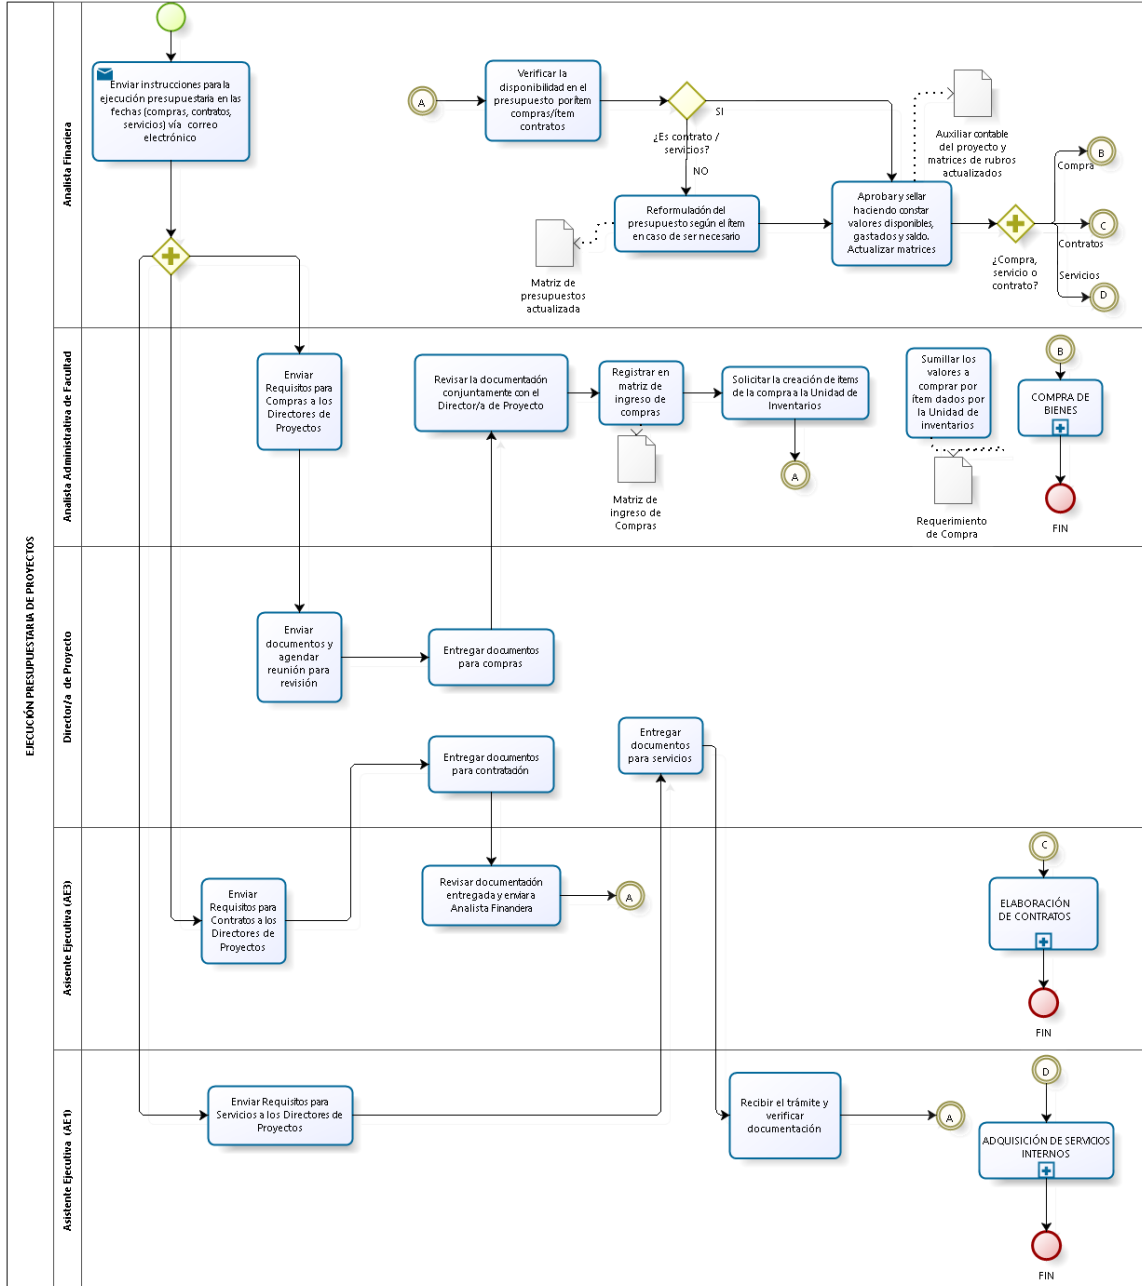 EJECUCIÓN PRESUPUESTARIA DE PROYECTOS
Analista Finaciera
Enviar instrucciones para la
ejecución presupuestaria en las
fechas (compras, contratos,
servicios) vía correo
electrónico
A
Verificar la
disponibilidad en el
presupuesto por ítem
compras/ítem
contratos
¿Es contrato /
servicios?
SI
NO
Reformulación del
presupuesto según el ítem
en caso de ser necesario
Matriz de
presupuestos
actualizada
Aprobar y sellar
haciendo constar
valores disponibles,
gastados y saldo.
Actualizar matrices
Auxiliar contable
del proyecto y
matrices de rubros
actualizados
¿Compra,
servicio o
contrato?
Compra
B
Contratos
C
Servicios
D
Analista Administrativa de Facultad
Enviar
Requisitos para
Compras a los
Directores de
Proyectos
Revisar la documentación
conjuntamente con el
Director/a de Proyecto
Registrar en
matriz de
ingreso de
compras
Matriz de
ingreso de
Compras
Solicitar la creación de ítems
de la compra a la Unidad de
Inventarios
A
Sumillar los
valores a
comprar por
ítem dados por
la Unidad de
inventarios
Requerimiento
de Compra
B
COMPRA DE
BIENES
FIN
Director/a de Proyecto
Enviar
documentos y
agendar
reunión para
revisión
Entregar documentos
para compras
Entregar documentos
para contratación
Entregar
documentos
para servicios
Asisente Ejecutiva (AE3)
Enviar
Requisitos para
Contratos a los
Directores de
Proyectos
Revisar documentación
entregada y enviar a
Analista Financiera
A
C
ELABORACIÓN
DE CONTRATOS
FIN
Asistente Ejecutiva (AE1)
Enviar Requisitos para
Servicios a los Directores de
Proyectos
Recibir el trámite y
verificar
documentación
A
D
ADQUISICIÓN DE SERVICIOS
INTERNOS
FIN